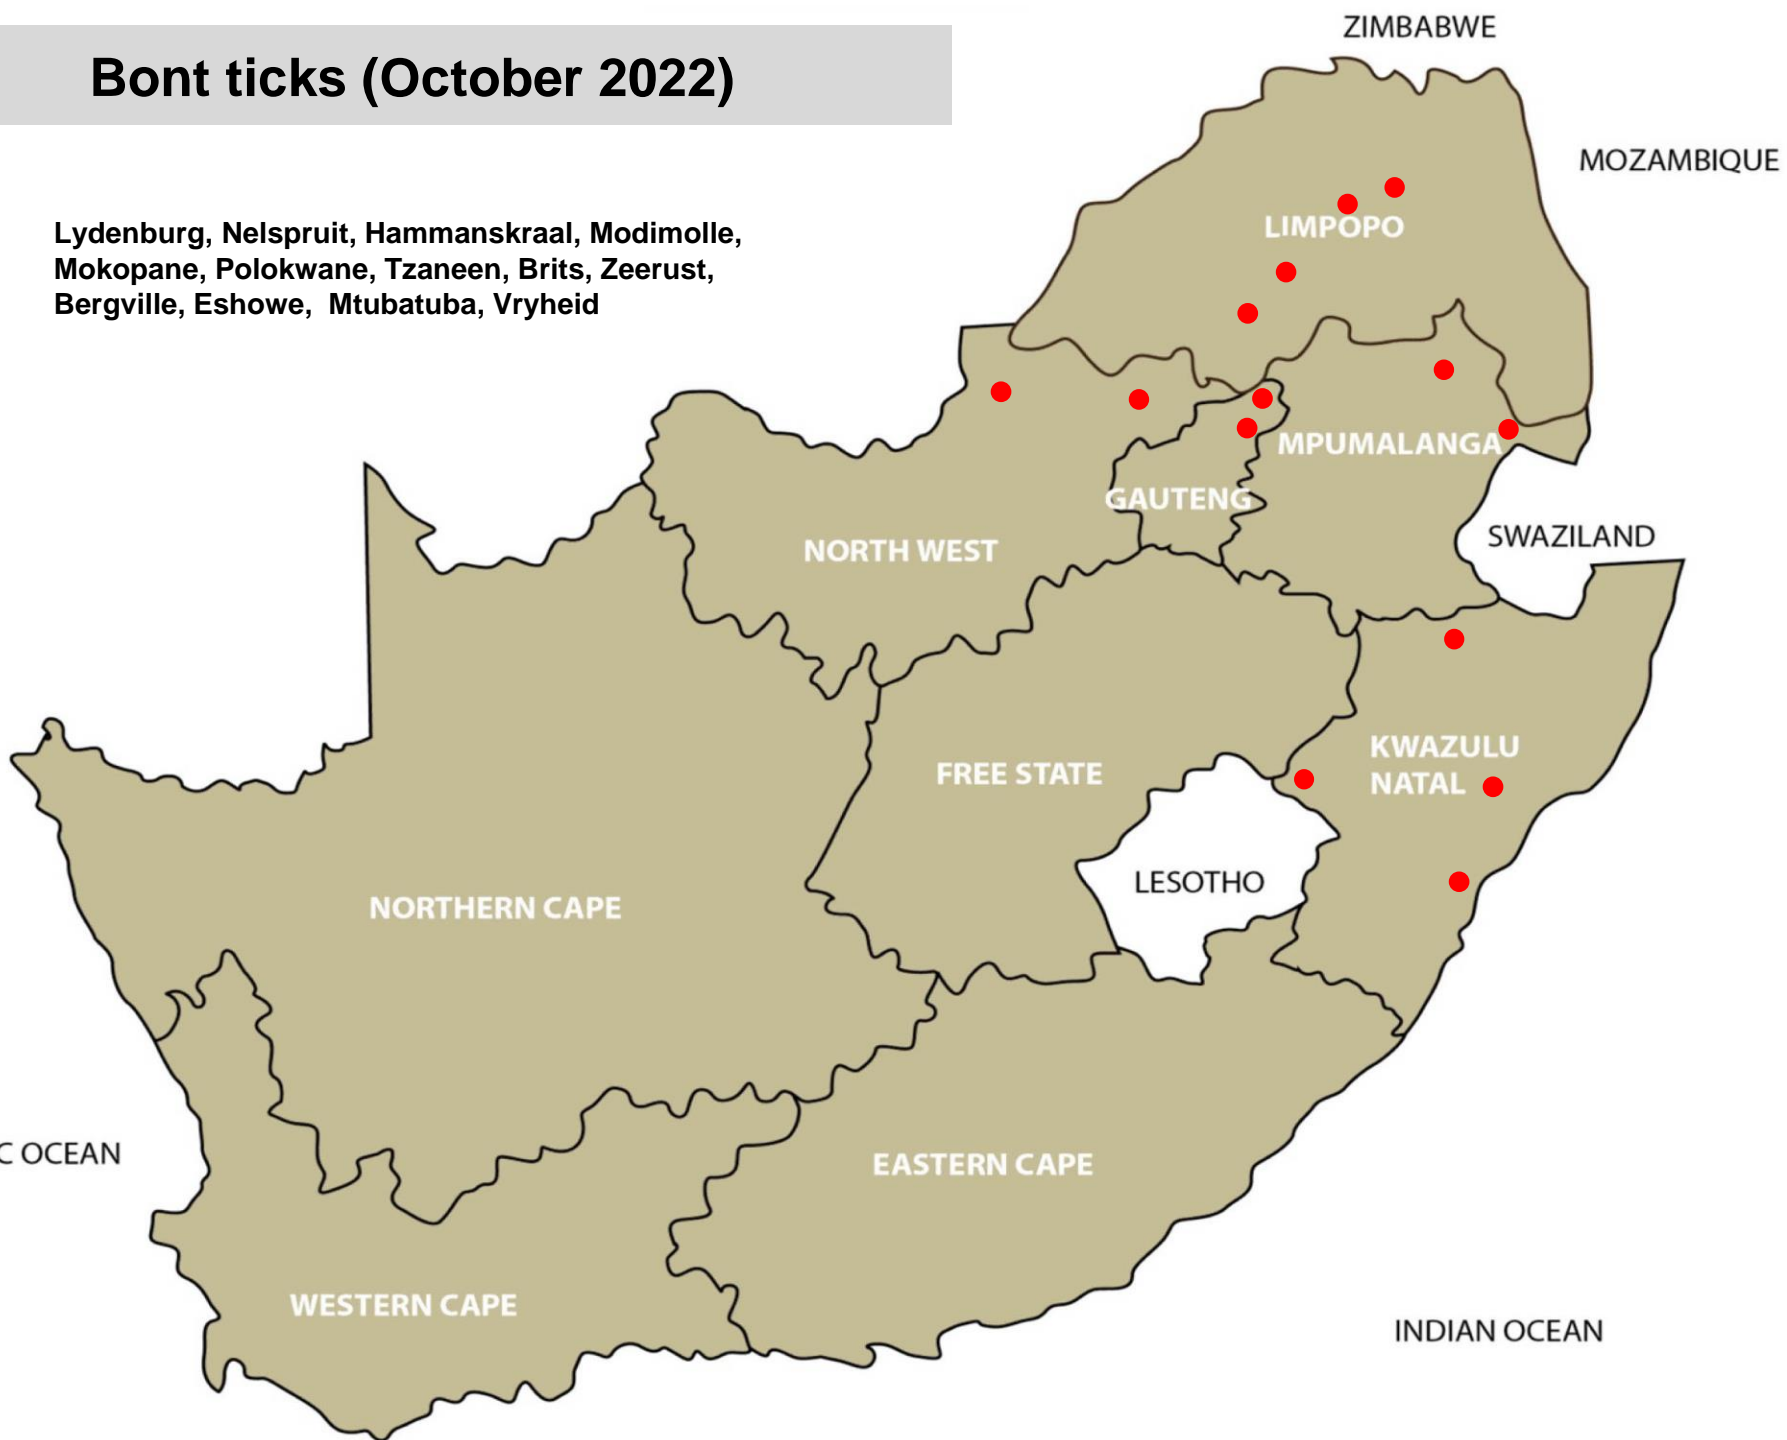 ZIMBABWE
Bont ticks (October 2022)
MOZAMBIQUE
Lydenburg, Nelspruit, Hammanskraal, Modimolle,
Mokopane, Polokwane, Tzaneen, Brits, Zeerust,
Bergville, Eshowe, Mtubatuba, Vryheid
LIMPOPO
MPUMALANGA
GAUTENG
NORTH WEST
SWAZILAND
KWAZULU
NATAL
FREE STATE
LESOTHO
NORTHERN CAPE
C OCEAN
EASTERN CAPE
WESTERN CAPE
INDIAN OCEAN